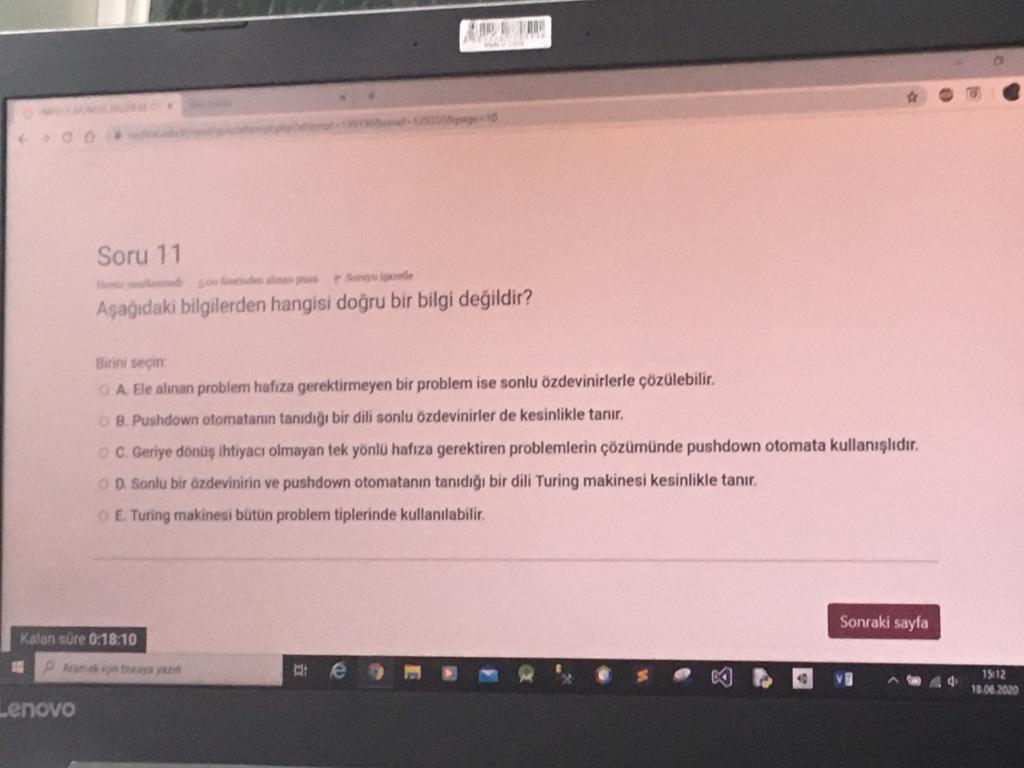 Soru 11
üzerinden alınan puan Soruyu işaretle
Aşağıdaki bilgilerden hangisi doğru bir bilgi değildir?
Birini seçin:
A. Ele alınan problem hafıza gerektirmeyen bir problem ise sonlu özdevinirlerle çözülebilir.
B. Pushdown otomatanın tanıdığı bir dili sonlu özdevinirler de kesinlikle tanır.
C. Geriye dönüş ihtiyacı olmayan tek yönlü hafıza gerektiren problemlerin çözümünde pushdown otomata kullanışlıdır.
D. Sonlu bir özdevinirin ve pushdown otomatanın tanıdığı bir dili Turing makinesi kesinlikle tanır.
E. Turing makinesi bütün problem tiplerinde kullanılabilir.
Sonraki sayfa
Kalan süre 0:18:10
Aramak için buraya yazın
15:12
18.06.2020
Lenovo